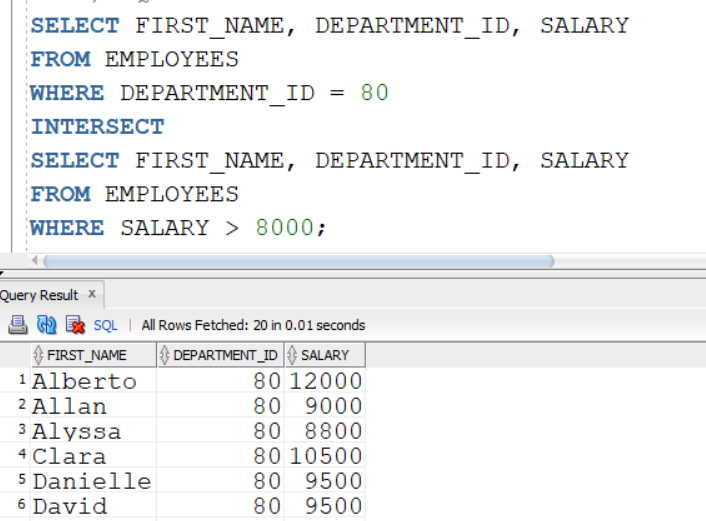 SELECT FIRST_NAME, DEPARTMENT_ID, SALARY
FROM EMPLOYEES
WHERE DEPARTMENT_ID = 80
INTERSECT
SELECT FIRST_NAME, DEPARTMENT_ID, SALARY
FROM EMPLOYEES
WHERE SALARY > 8000;
Query Result x
SQL | All Rows Fetched: 20 in 0.01 seconds
FIRST_NAME DEPARTMENT_ID SALARY
1 Alberto 80 12000
2 Allan 80 9000
3 Alyssa 80 8800
4 Clara 80 10500
5 Danielle 80 9500
6 David 80 9500